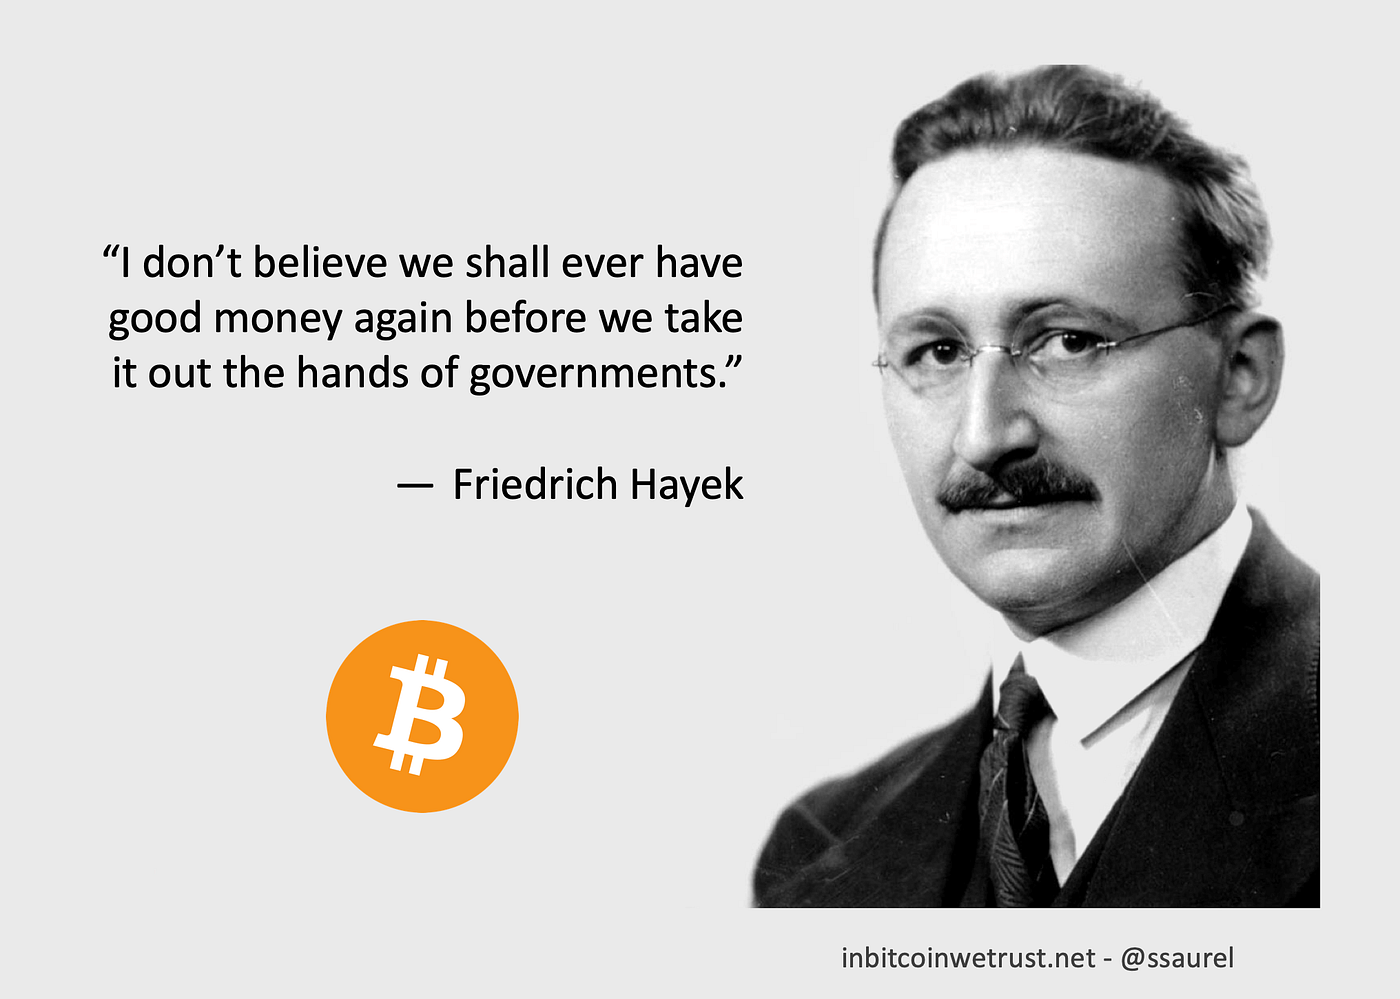 “I don’t believe we shall ever have
good money again before we take
it out the hands of governments.”
— Friedrich Hayek
inbitcoinwetrust.net - @ssaurel